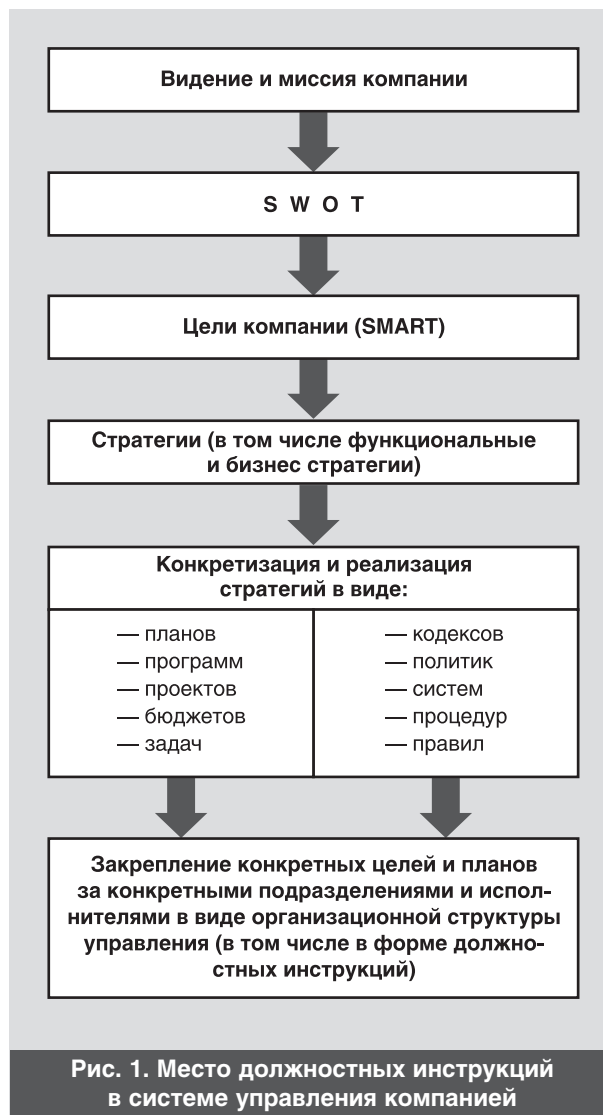 Видение и миссия компании
S W O T
Цели компании (SMART)
Стратегии (в том числе функциональные
и бизнес стратегии)
Конкретизация и реализация
стратегий в виде:
— планов
— программ
— проектов
— бюджетов
— задач
— кодексов
— политик
— систем
— процедур
— правил
Закрепление конкретных целей и планов
за конкретными подразделениями и испол-
нителями в виде организационной структуры
управления (в том числе в форме должно-
стных инструкций)
Рис. 1. Место должностных инструкций
в системе управления компанией